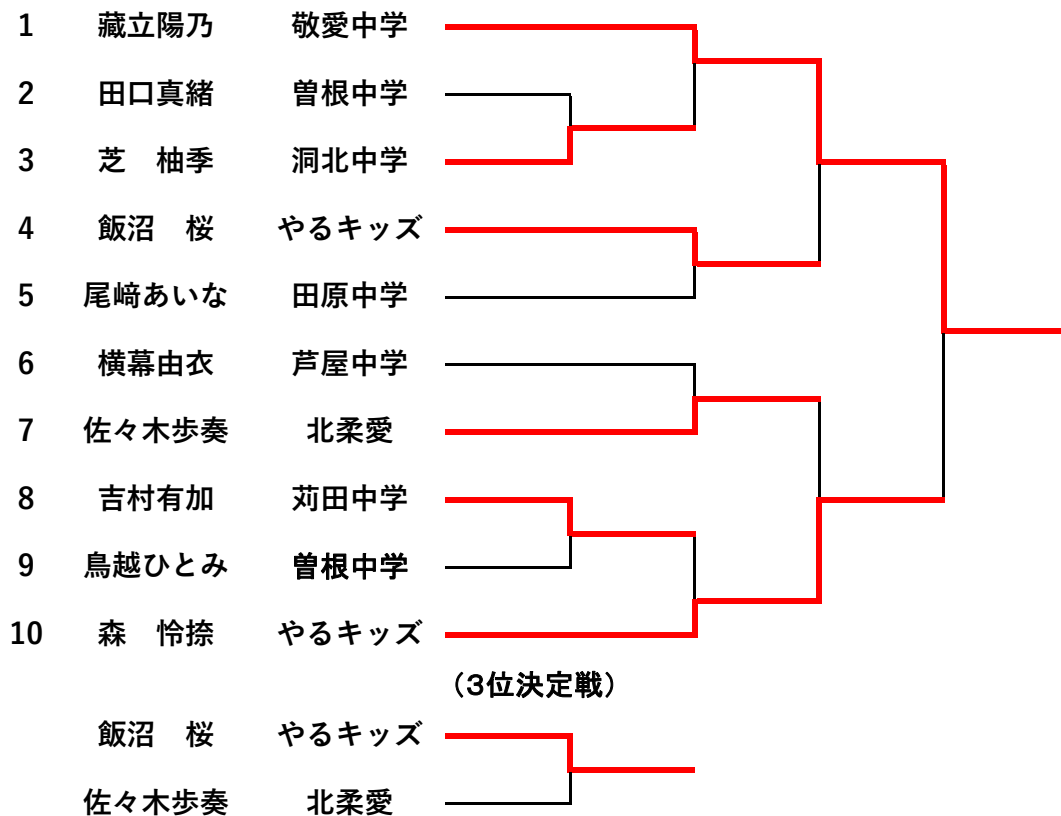 1 藏立陽乃 敬愛中学
2 田口真緒 曽根中学
3 芝　柚季 洞北中学
4 飯沼　桜 やるキッズ
5 尾﨑あいな 田原中学
6 横幕由衣 芦屋中学
7 佐々木歩奏 北柔愛
8 吉村有加 苅田中学
9 鳥越ひとみ 曽根中学
10 森　怜捺 やるキッズ
（3位決定戦）
飯沼　桜 やるキッズ
佐々木歩奏 北柔愛